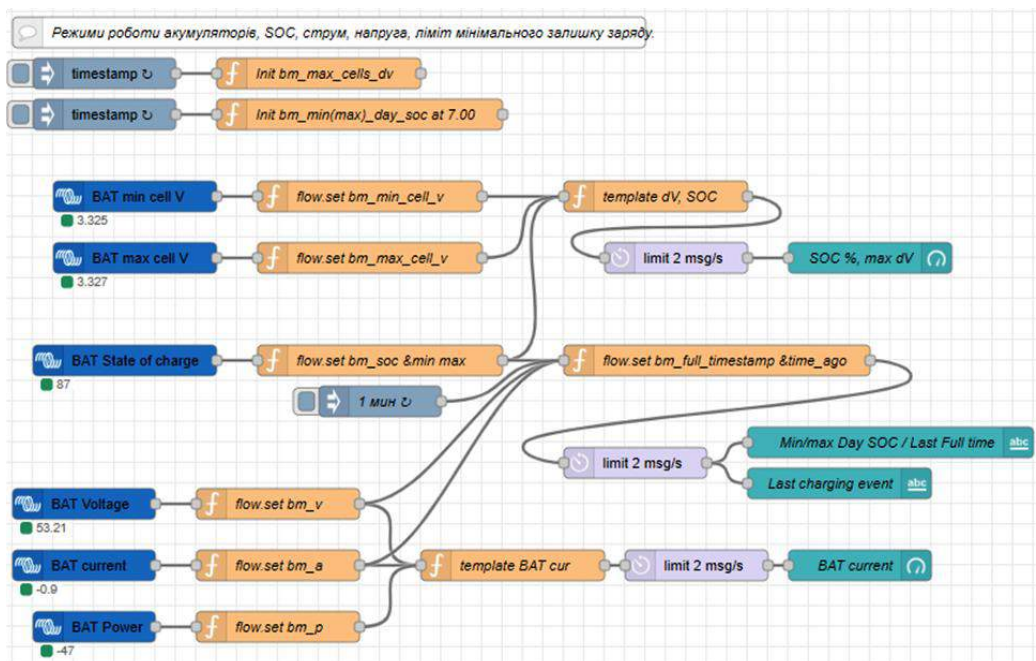 Режими роботи акумуляторів, SOC, струм, напруга, ліміт мінімального залишку заряду.
timestamp ↻
Init bm_max_cells_dv
timestamp ↻
Init bm_min(max)_day_soc at 7.00
BAT min cell V
flow.set bm_min_cell_v
template dV, SOC
3.325
BAT max cell V
flow.set bm_max_cell_v
limit 2 msg/s
SOC %, max dV
3.327
BAT State of charge
flow.set bm_soc &min max
flow.set bm_full_timestamp &time_ago
87
1 мин ↻
Min/max Day SOC / Last Full time
abc
limit 2 msg/s
Last charging event
abc
BAT Voltage
flow.set bm_v
53.21
BAT current
flow.set bm_a
template BAT cur
limit 2 msg/s
BAT current
-0.9
BAT Power
flow.set bm_p
-47